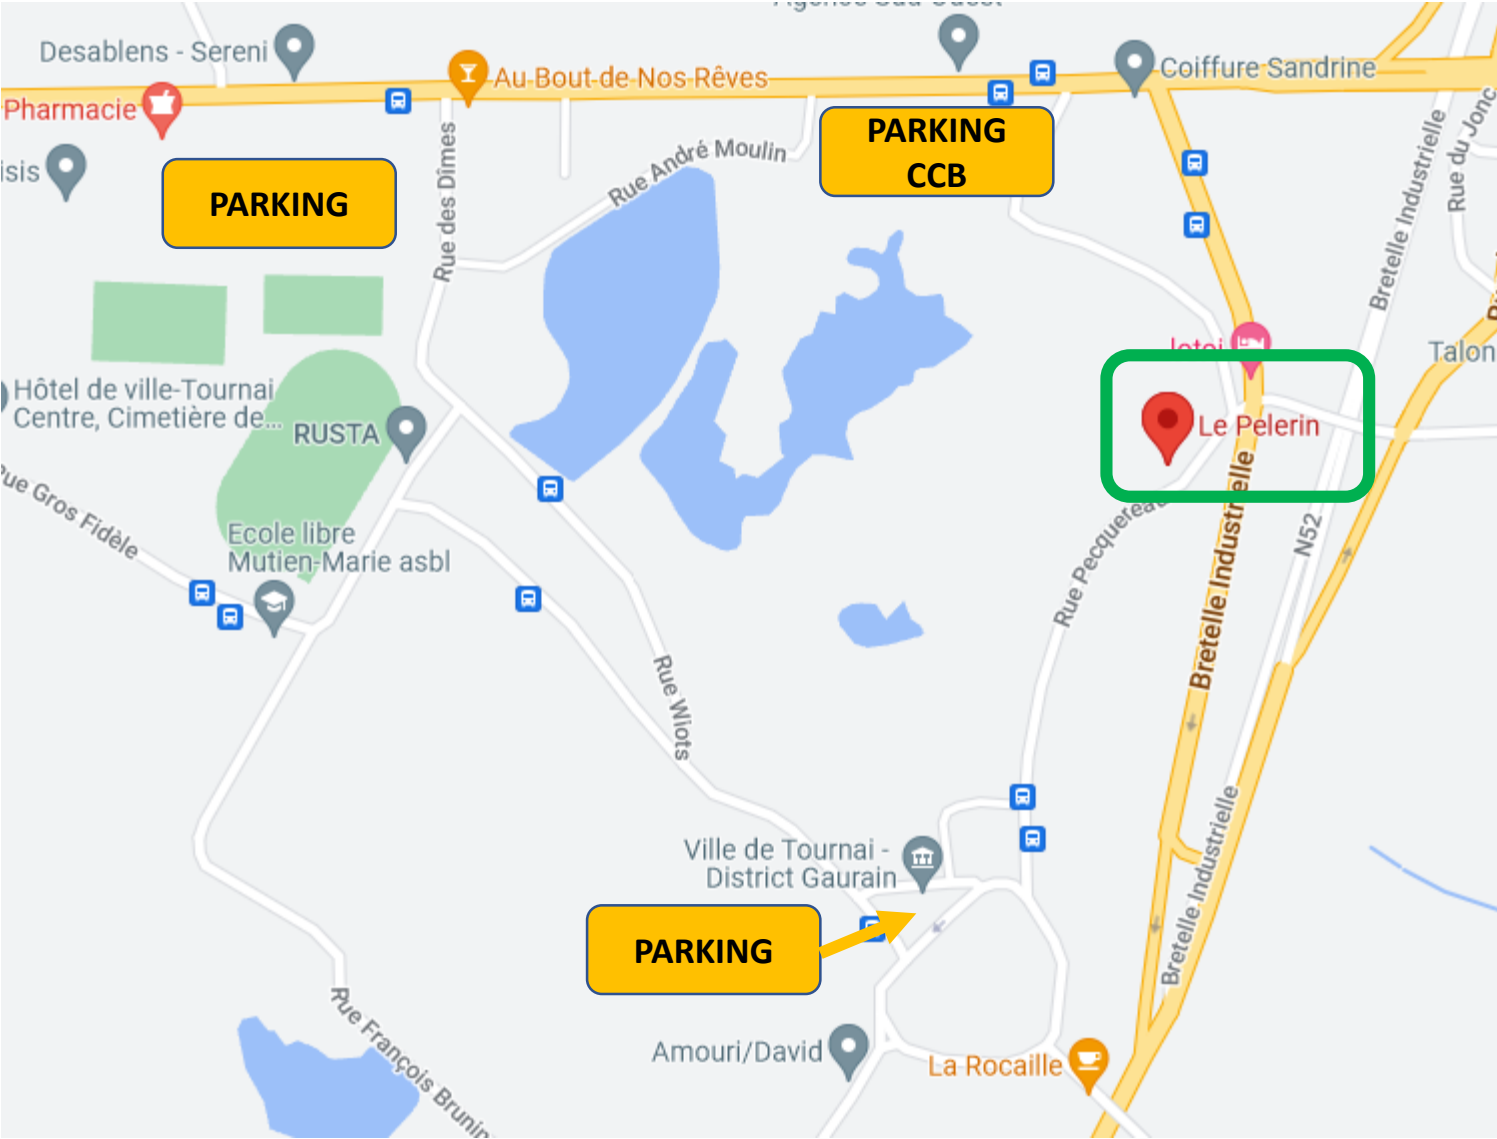 Desablens - Sereni
Au Bout de Nos Rêves
Coiffure Sandrine
Pharmacie
PARKING
CCB
PARKING
Rue des Dîmes
Rue André Moulin
Bretelle Industrielle
Rue du Jonc
Talon
Hôtel de ville-Tournai
Centre, Cimetière de...
RUSTA
Le Pelerin
Rue Gros Fidèle
Ecole libre
Mutien-Marie asbl
Rue Pecquereau
Bretelle Industrielle
N52
Rue Wiots
Ville de Tournai -
District Gaurain
PARKING
Bretelle Industrielle
Rue François Brunin
Amouri/David
La Rocaille